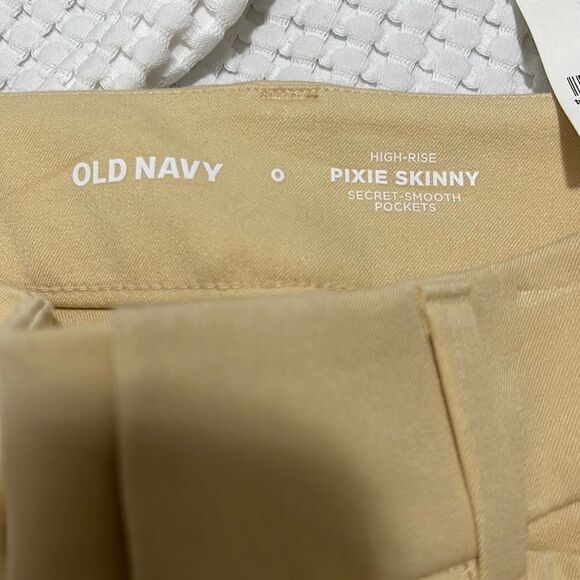 OLD NAVY
0
HIGH-RISE
PIXIE SKINNY
SECRET-SMOOTH
POCKETS